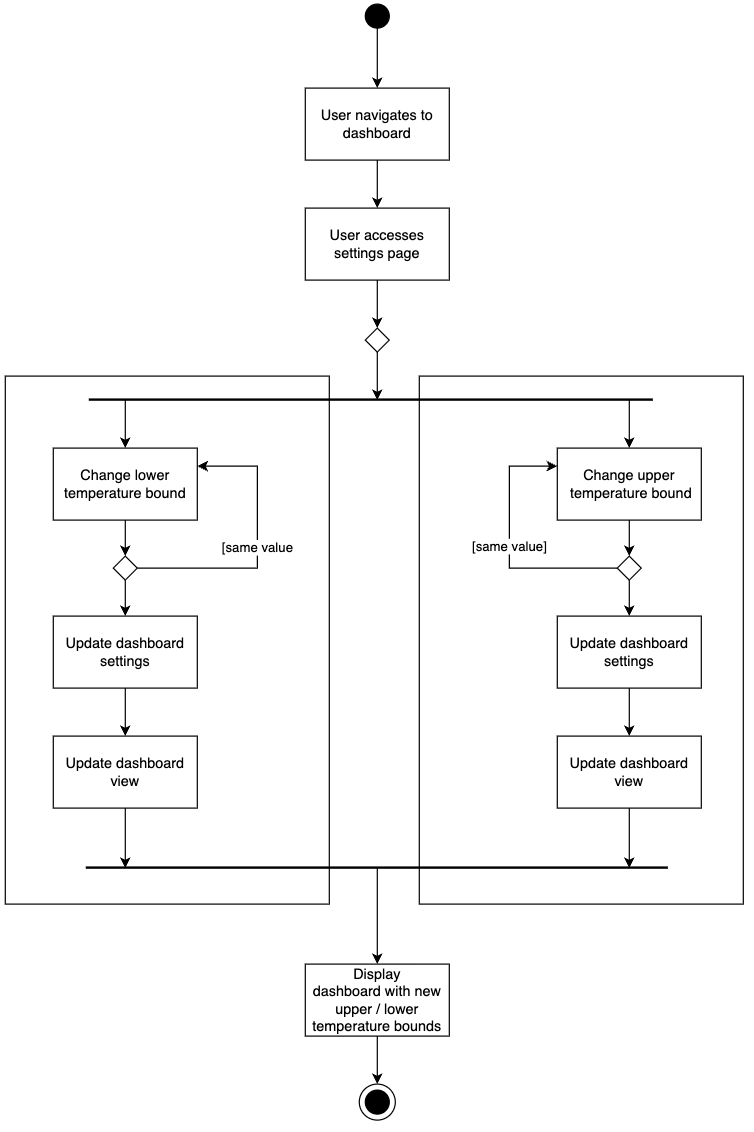 User navigates to
dashboard
User accesses
settings page
Change lower
temperature bound
[same value
Update dashboard
settings
Update dashboard
view
Change upper
temperature bound
[same value]
Update dashboard
settings
Update dashboard
view
Display
dashboard with new
upper / lower
temperature bounds